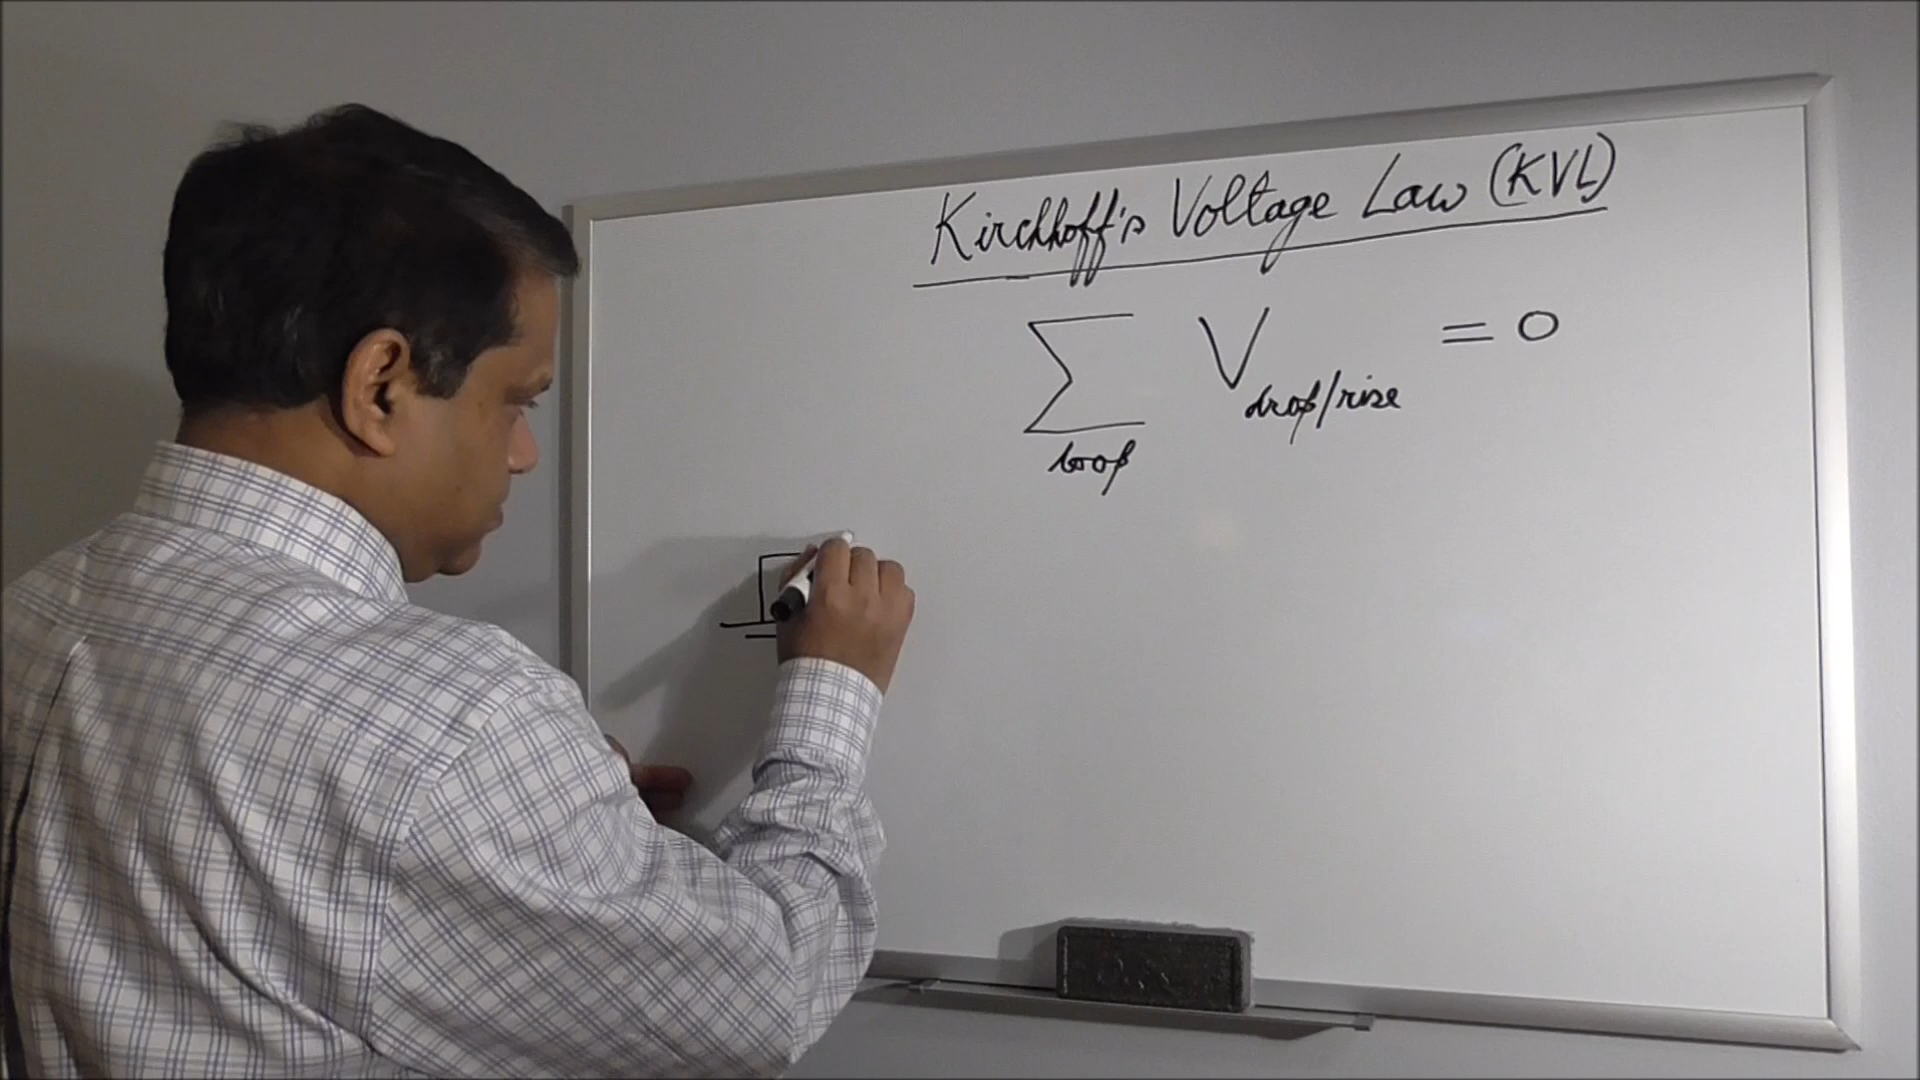 Kirchhoff's Voltage Law (KVL)
∑ V drop/rise = 0
loop